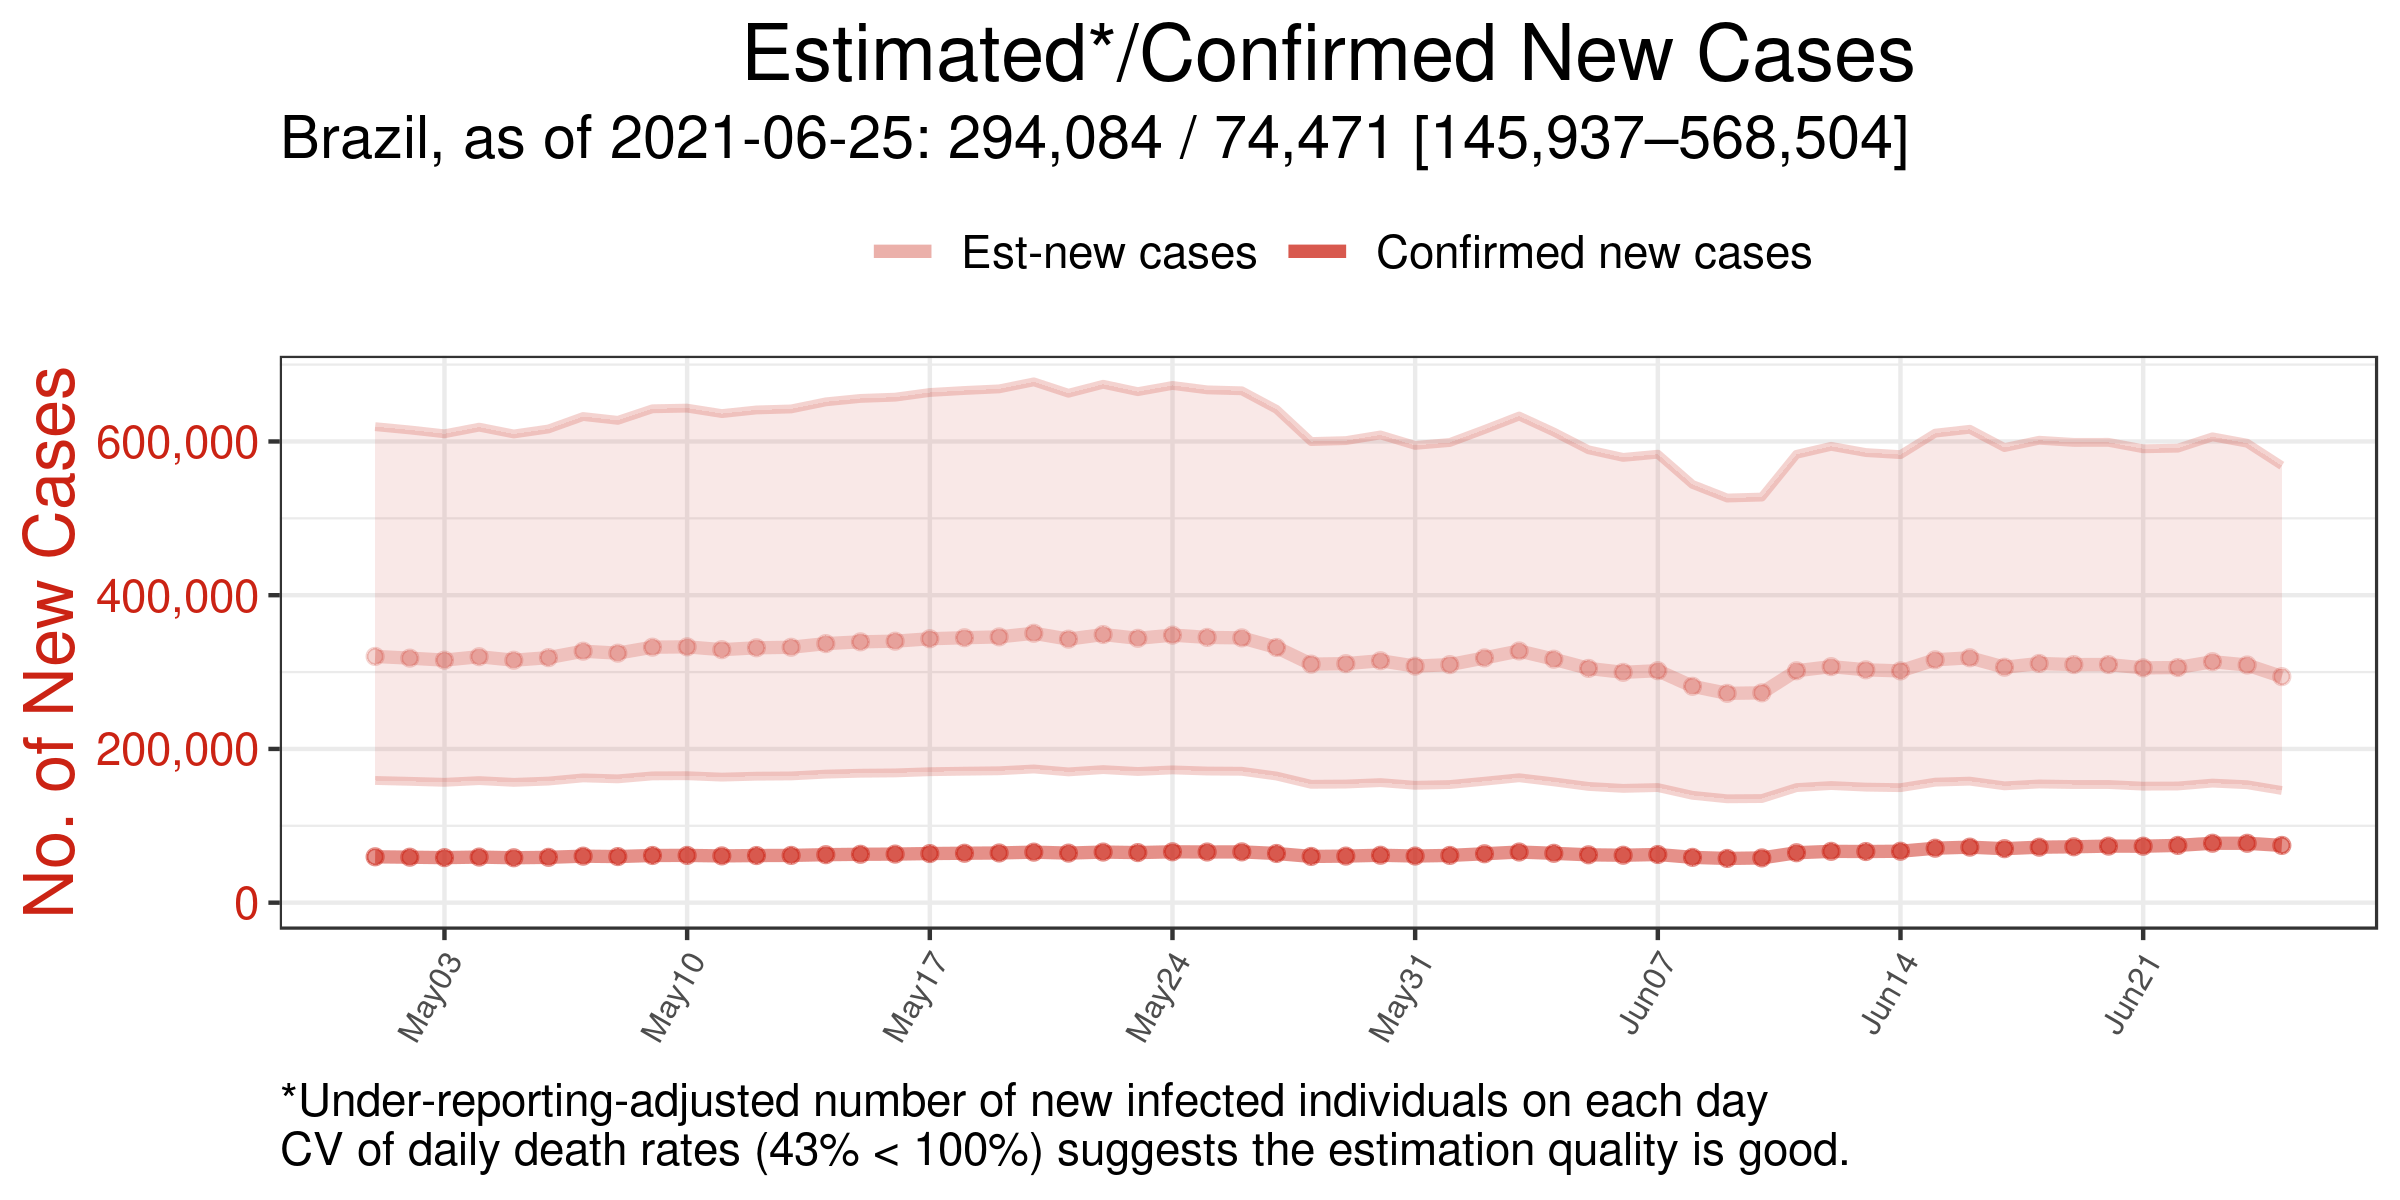 Estimated*/Confirmed New Cases
Brazil, as of 2021-06-25: 294,084 / 74,471 [145,937–568,504]
Est-new cases
Confirmed new cases
No. of New Cases
600,000
400,000
200,000
0
May03
May10
May17
May24
May31
Jun07
Jun14
Jun21
*Under-reporting-adjusted number of new infected individuals on each day
CV of daily death rates (43% < 100%) suggests the estimation quality is good.